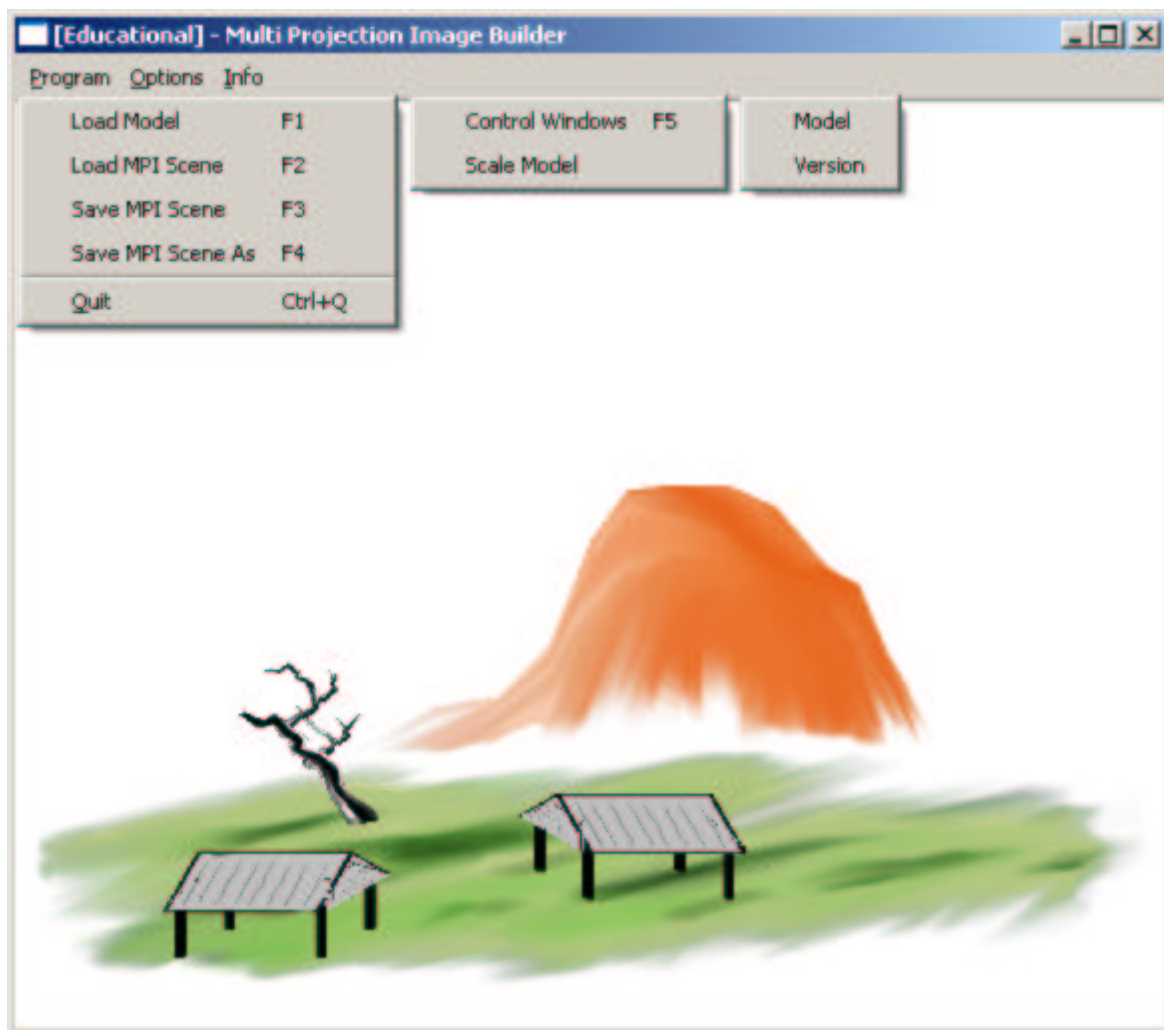 [Educational] - Multi Projection Image Builder
Program Options Info
Load Model F1
Load MPI Scene F2
Save MPI Scene F3
Save MPI Scene As F4
Quit Ctrl+Q
Control Windows F5
Scale Model
Model
Version